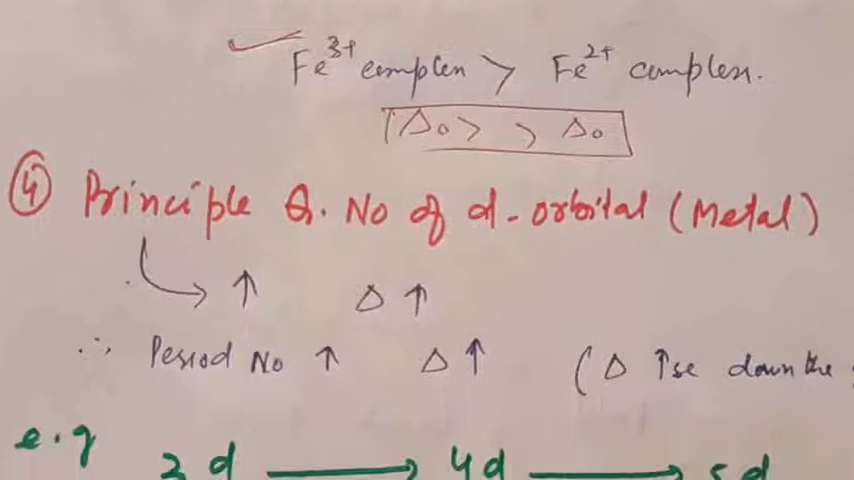 Fe3+ complex > Fe2+ complex.
Δo > > Δo
④ Principle Q. No of d-orbital (Metal)
↑ Δ ↑
∴ Period No ↑ Δ ↑ (Δ ↑se down the
e.g 3d → 4d → 5d